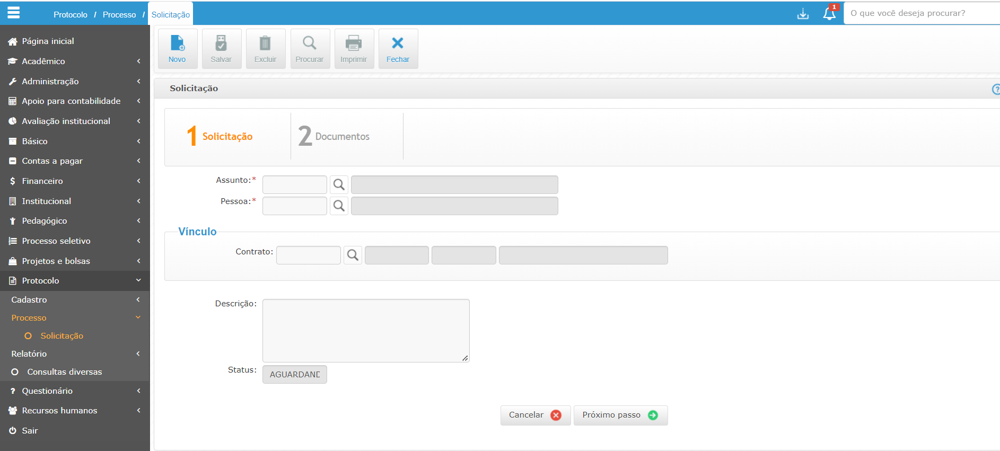 Protocolo / Processo / Solicitação
1
O que você deseja procurar?
Novo
Salvar
Excluir
Procurar
Imprimir
Fechar
Página inicial
Acadêmico
Administração
Apoio para contabilidade
Avaliação institucional
Básico
Contas a pagar
Financeiro
Institucional
Pedagógico
Processo seletivo
Projetos e bolsas
Protocolo
Cadastro
Processo
Solicitação
Relatório
Consultas diversas
Questionário
Recursos humanos
Sair
Solicitação
1 Solicitação
2 Documentos
Assunto:*
Pessoa:*
Vínculo
Contrato:
Descrição:
Status: AGUARDAND
Cancelar
Próximo passo